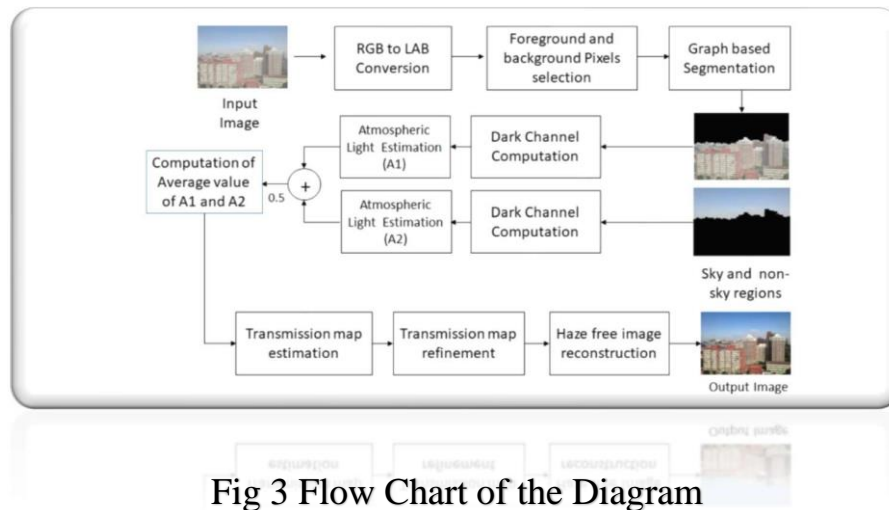 Input
Image
RGB to LAB
Conversion
Foreground and
background Pixels
selection
Graph based
Segmentation
Atmospheric
Light Estimation
(A1)
Dark Channel
Computation
Computation of
Average value
of A1 and A2
0.5
+
Atmospheric
Light Estimation
(A2)
Dark Channel
Computation
Sky and non-
sky regions
Transmission map
estimation
Transmission map
refinement
Haze free image
reconstruction
Output Image
Fig 3 Flow Chart of the Diagram